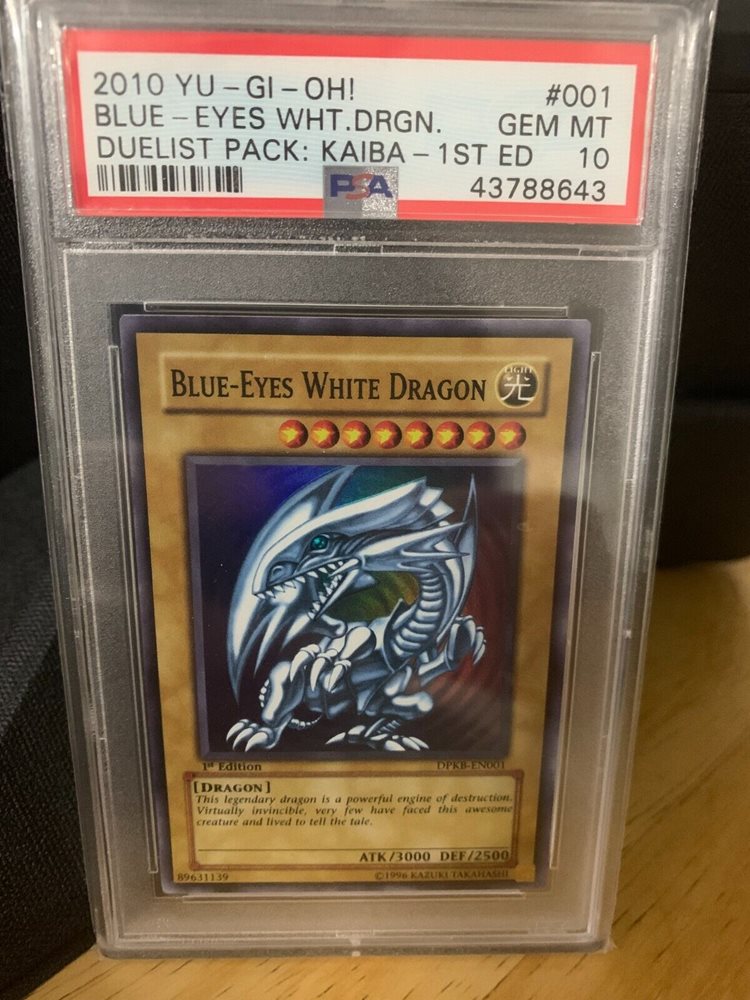 2010 YU-GI-OH! #001
BLUE-EYES WHT.DRGN. GEM MT
DUELIST PACK: KAIBA-1ST ED 10
PSA 43788643
BLUE-EYES WHITE DRAGON
LIGHT
光
1st Edition DPKB-EN001
[DRAGON]
This legendary dragon is a powerful engine of destruction.
Virtually invincible, very few have faced this awesome
creature and lived to tell the tale.
ATK/3000 DEF/2500
89631139 ©1996 KAZUKI TAKAHASHI